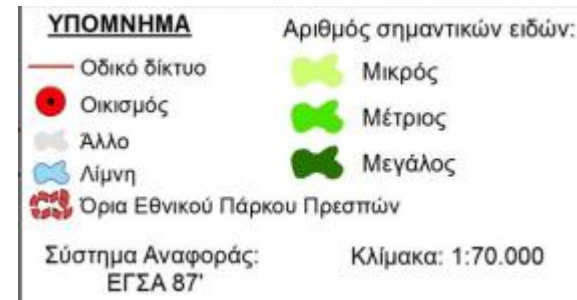 ΥΠΟΜΝΗΜΑ
Οδικό δίκτυο
Οικισμός
Άλλο
Λίμνη
Όρια Εθνικού Πάρκου Πρεσπών
Αριθμός σημαντικών ειδών:
Μικρός
Μέτριος
Μεγάλος
Σύστημα Αναφοράς:
ΕΓΣΑ 87'
Κλίμακα: 1:70.000